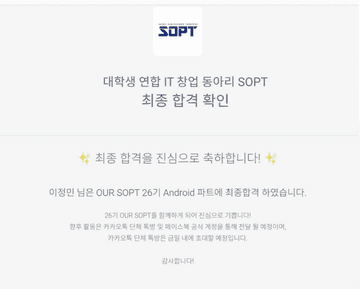 SOPT
대학생 연합 IT 창업 동아리 SOPT
최종 합격 확인
✨ 최종 합격을 진심으로 축하합니다! ✨
이정민 님은 OUR SOPT 26기 Android 파트에 최종합격 하였습니다.
26기 OUR SOPT를 함께하게 되어 진심으로 기쁩니다!
향후 활동은 카카오톡 단체 톡방 및 페이스북 공식 계정을 통해 전달 될 예정이며,
카카오톡 단체 톡방은 금일 내에 초대할 예정입니다.
감사합니다!